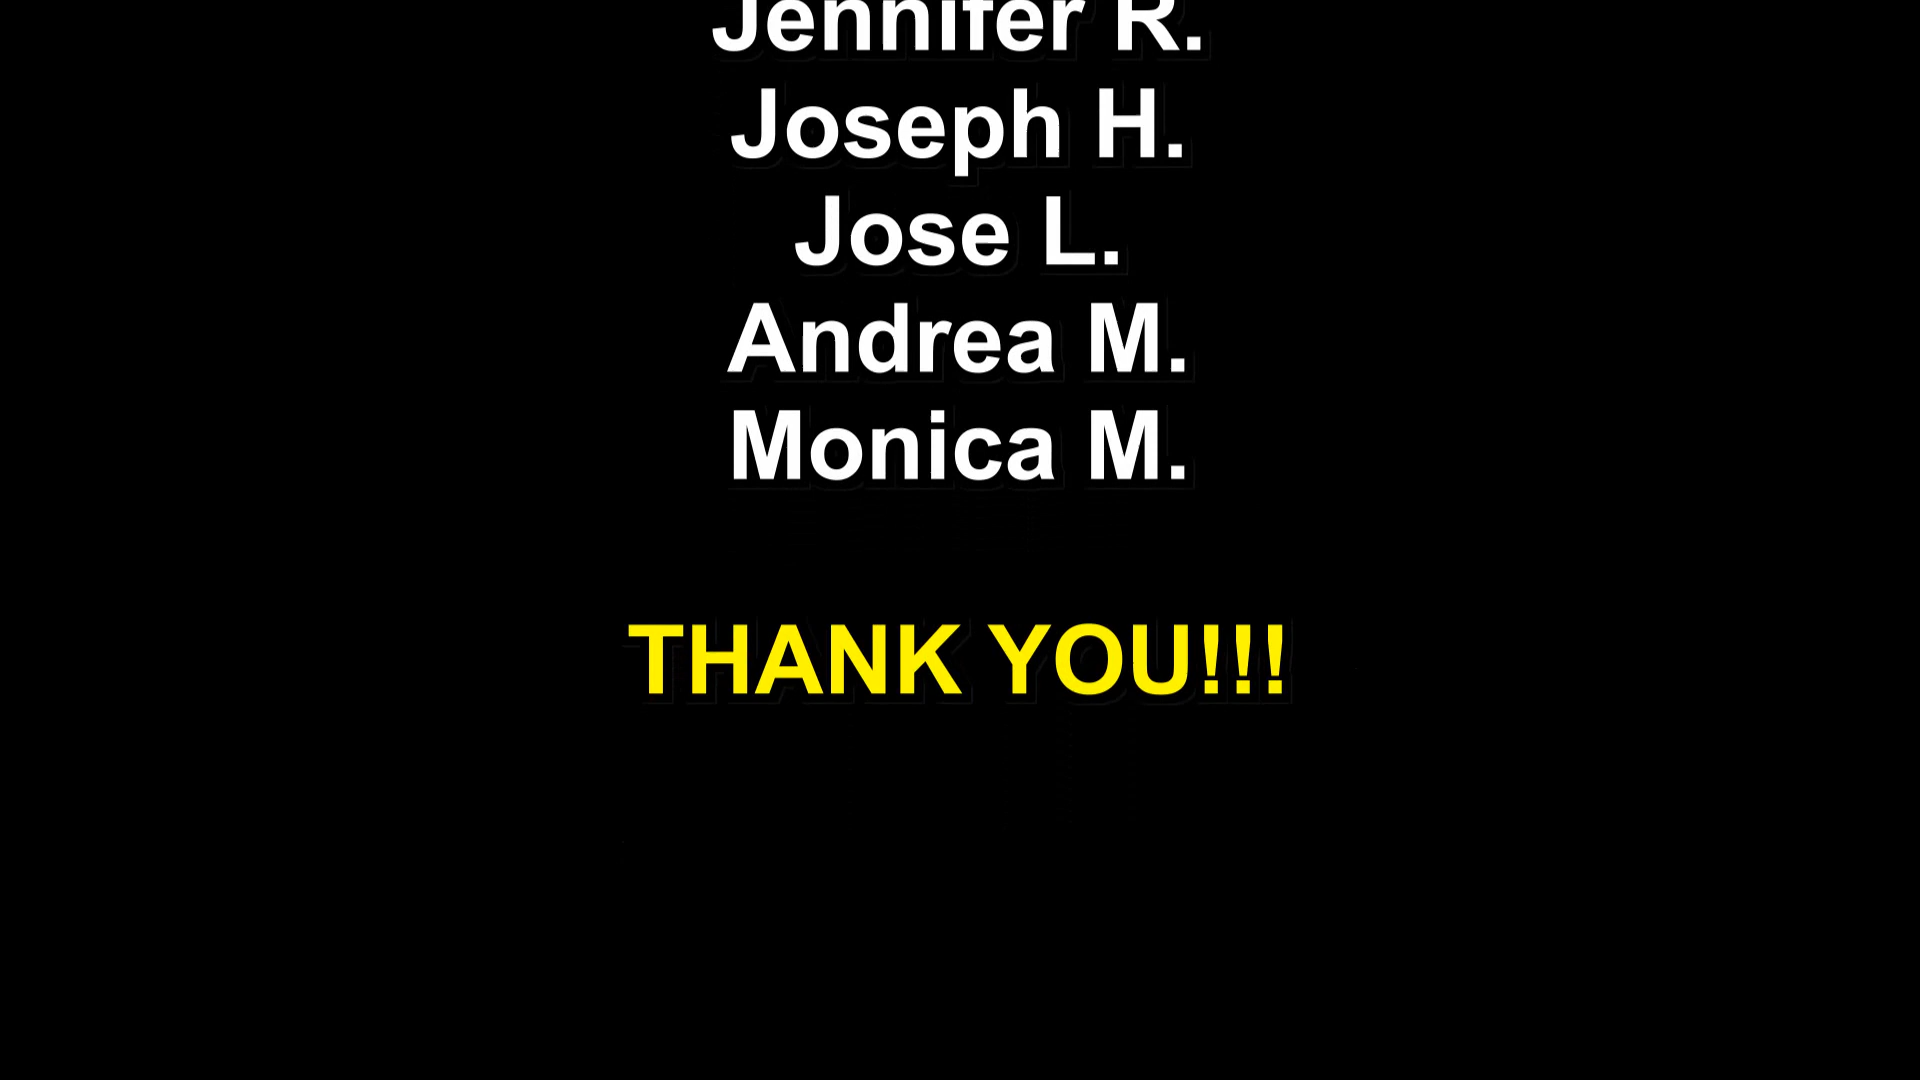 Jennifer R.
Joseph H.
Jose L.
Andrea M.
Monica M.
THANK YOU!!!